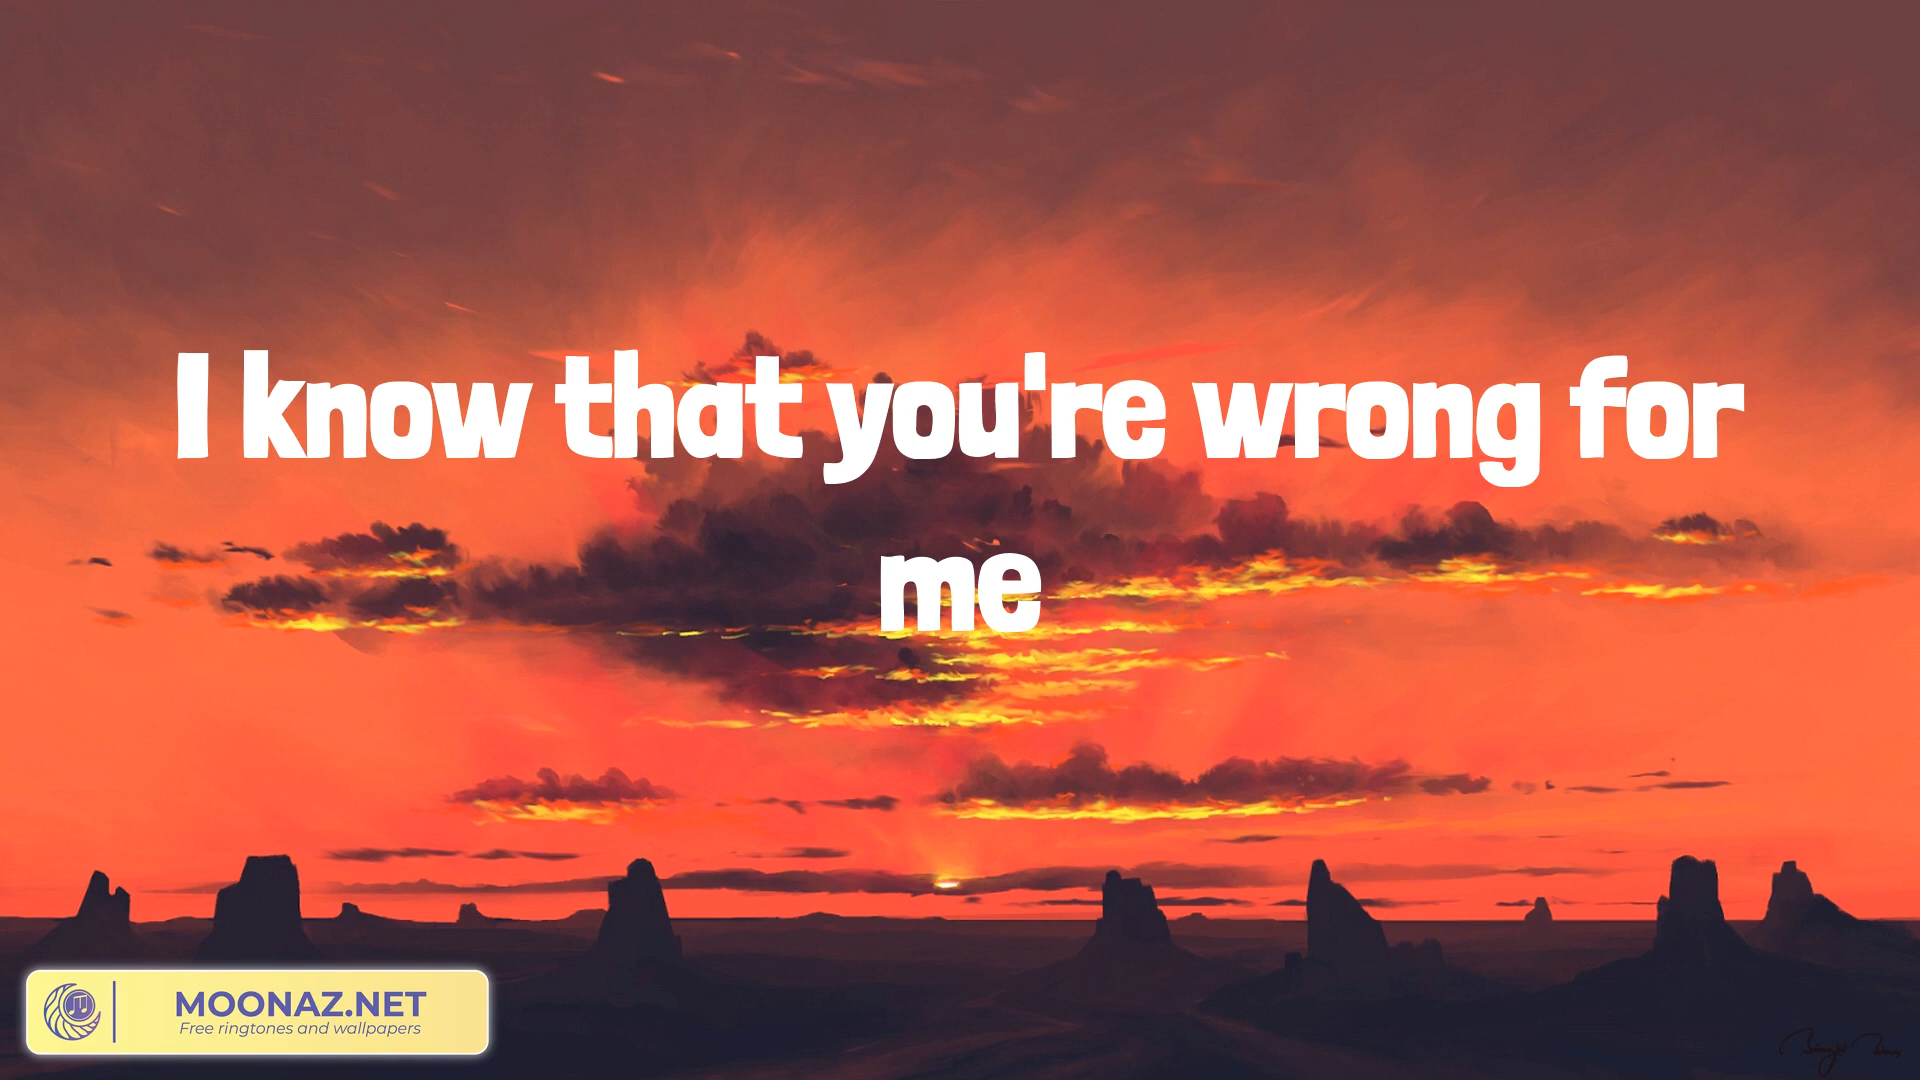 I know that you're wrong for
me
MOONAZ.NET
Free ringtones and wallpapers